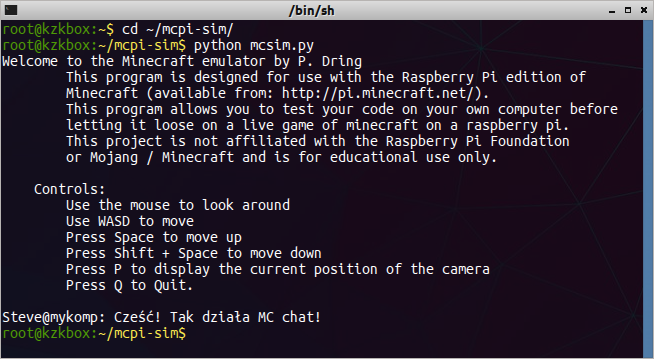 /bin/sh
root@kzkbox:~$ cd ~/mcpi-sim/
root@kzkbox:~/mcpi-sim$ python mcsim.py
Welcome to the Minecraft emulator by P. Dring
This program is designed for use with the Raspberry Pi edition of
Minecraft (available from: http://pi.minecraft.net/).
This program allows you to test your code on your own computer before
letting it loose on a live game of minecraft on a raspberry pi.
This project is not affiliated with the Raspberry Pi Foundation
or Mojang / Minecraft and is for educational use only.
Controls:
Use the mouse to look around
Use WASD to move
Press Space to move up
Press Shift + Space to move down
Press P to display the current position of the camera
Press Q to Quit.
Steve@mykomp: Cześć! Tak działa MC chat!
root@kzkbox:~/mcpi-sim$